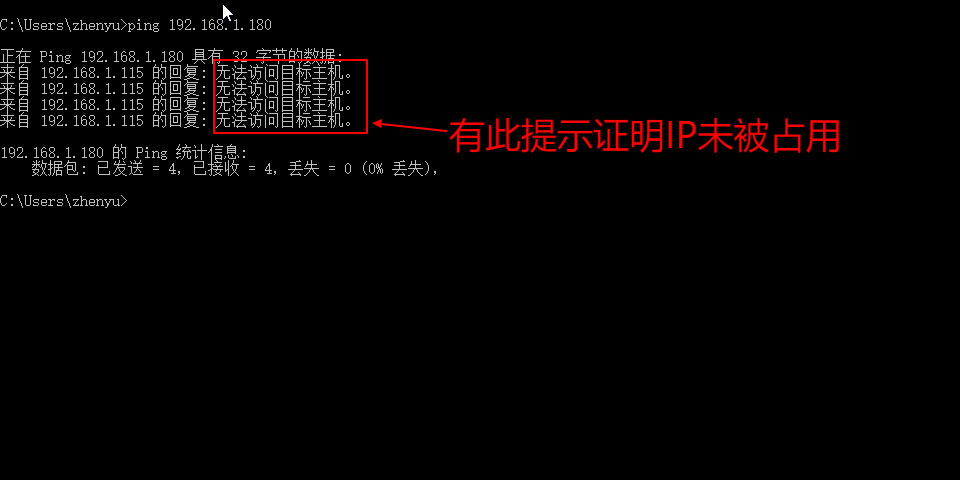 C:\Users\zhenyu>ping 192.168.1.180
正在 Ping 192.168.1.180 具有 32 字节的数据:
来自 192.168.1.115 的回复: 无法访问目标主机。
来自 192.168.1.115 的回复: 无法访问目标主机。
来自 192.168.1.115 的回复: 无法访问目标主机。
来自 192.168.1.115 的回复: 无法访问目标主机。
有此提示证明IP未被占用
192.168.1.180 的 Ping 统计信息:
数据包: 已发送 = 4，已接收 = 4，丢失 = 0 (0% 丢失)，
C:\Users\zhenyu>